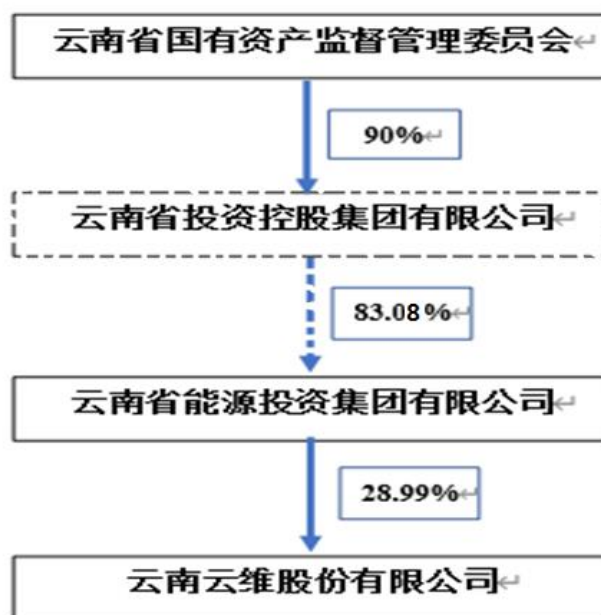 云南省国有资产监督管理委员会↵
90%↵
云南省投资控股集团有限公司↵
83.08%↵
云南省能源投资集团有限公司↵
28.99%↵
云南云维股份有限公司↵